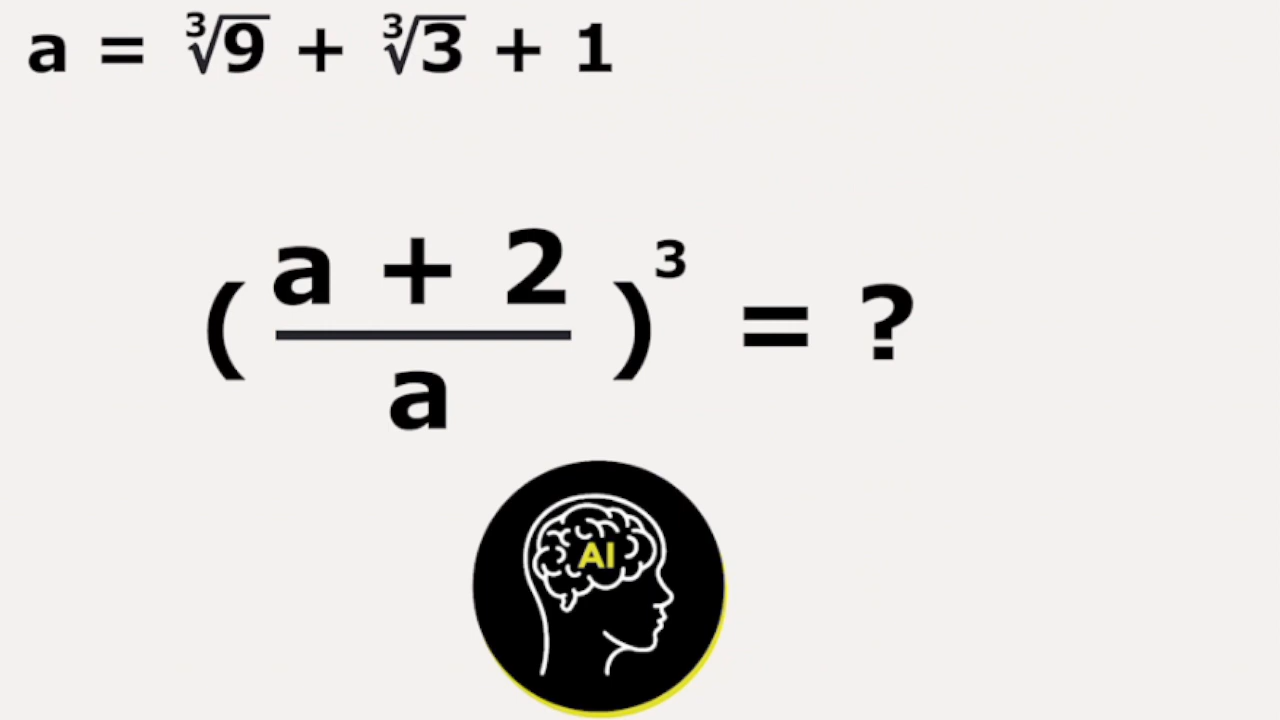 a = ∛9 + ∛3 + 1
( a + 2 / a )³ = ?
AI